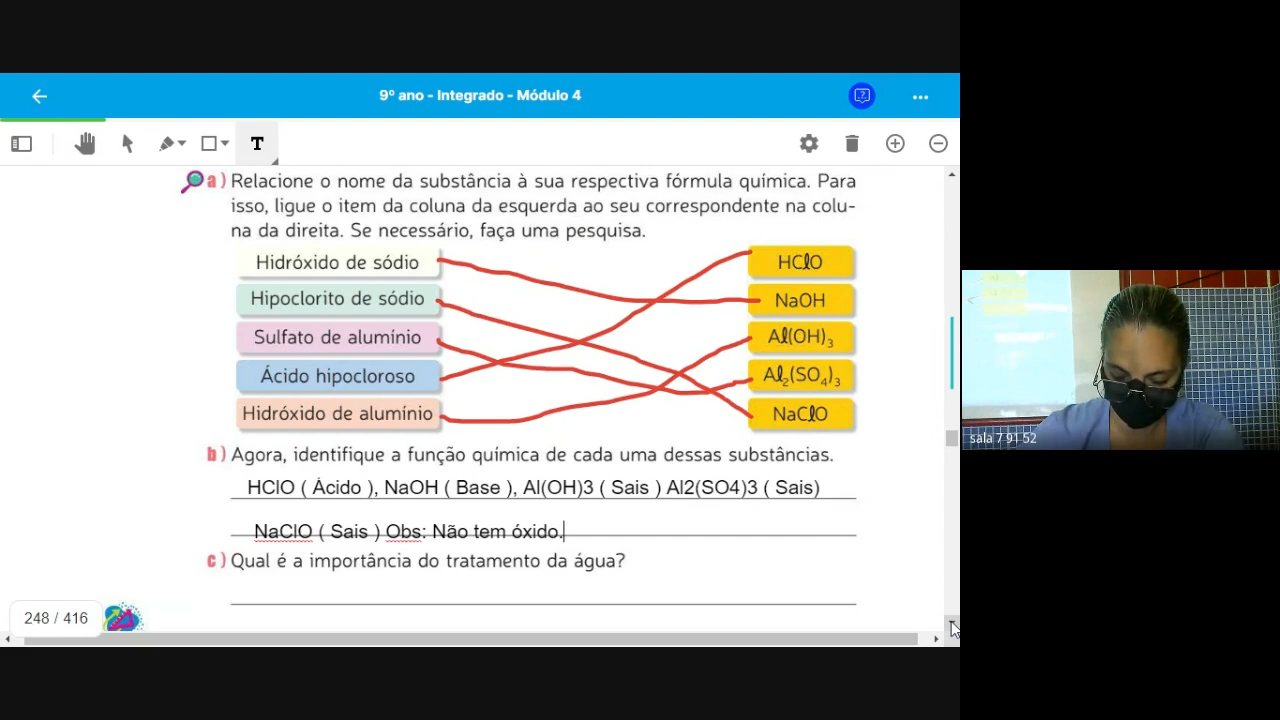 9º ano - Integrado - Módulo 4
T
a) Relacione o nome da substância à sua respectiva fórmula química. Para
isso, ligue o item da coluna da esquerda ao seu correspondente na colu-
na da direita. Se necessário, faça uma pesquisa.
Hidróxido de sódio
HClO
Hipoclorito de sódio
NaOH
Sulfato de alumínio
Al(OH)3
Ácido hipocloroso
Al2(SO4)3
Hidróxido de alumínio
NaClO
b) Agora, identifique a função química de cada uma dessas substâncias.
HClO ( Ácido ), NaOH ( Base ), Al(OH)3 ( Sais ) Al2(SO4)3 ( Sais)
NaClO ( Sais ) Obs: Não tem óxido.
c) Qual é a importância do tratamento da água?
248 / 416
sala 7 91 52